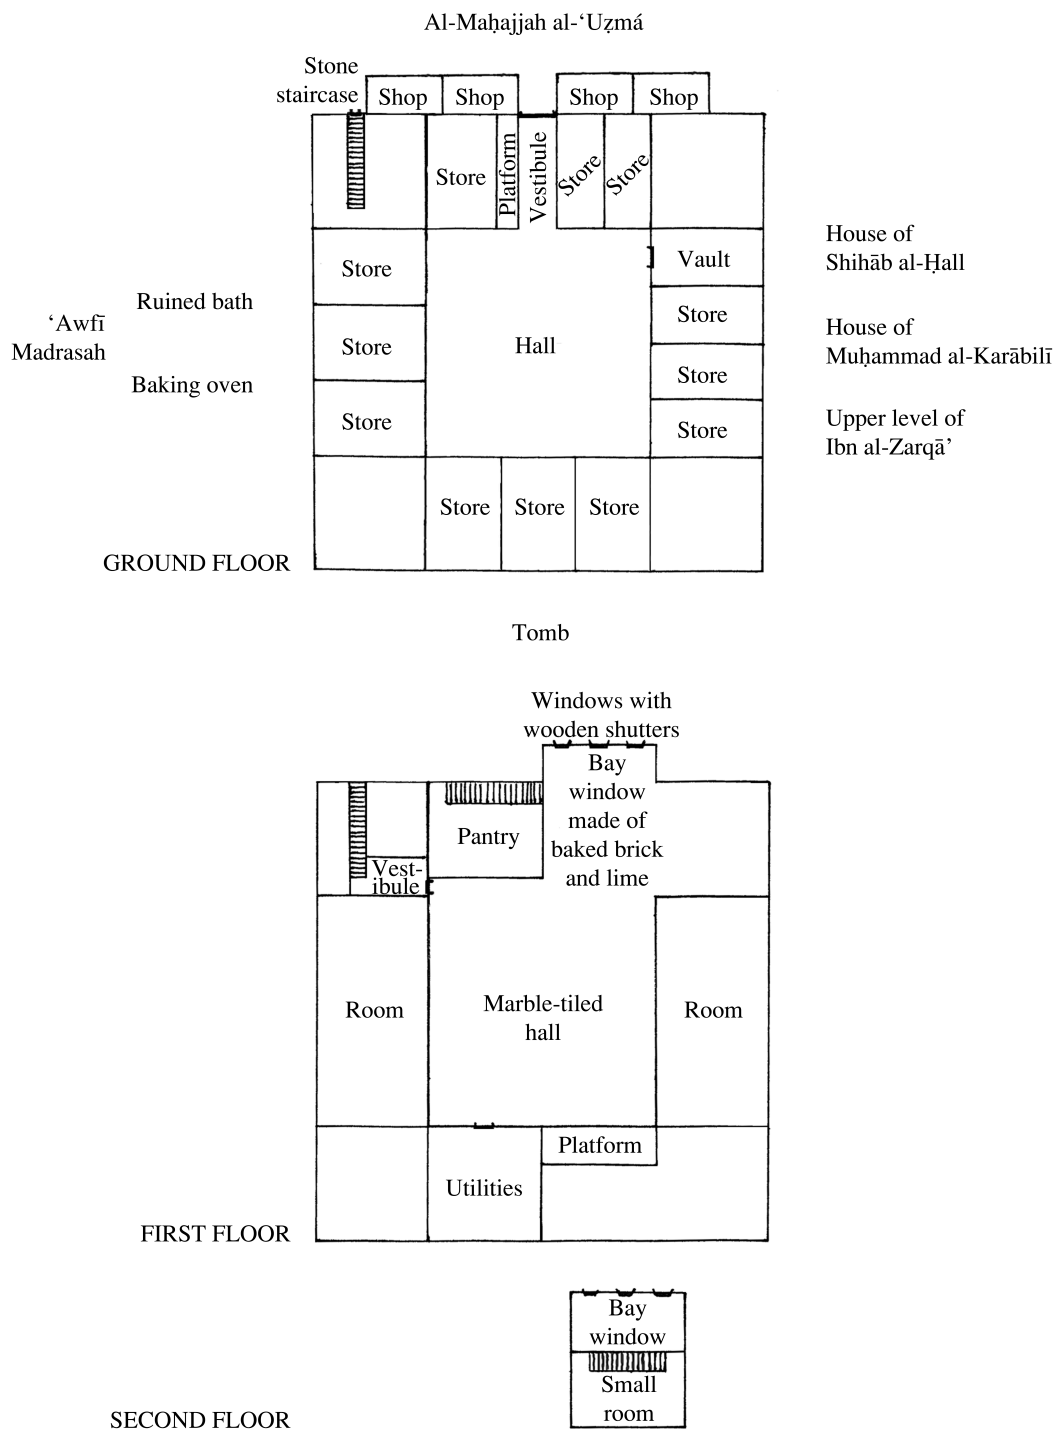 Al-Maḥajjah al-‘Uẓmá
Stone
staircase
Shop
Shop
Shop
Shop
Store
Platform
Vestibule
Store
Store
Store
Vault
House of
Shihāb al-Ḥall
Ruined bath
Store
‘Awfī
Madrasah
Store
Hall
House of
Muḥammad al-Karābilī
Baking oven
Store
Store
Store
Upper level of
Ibn al-Zarqā’
Store
Store
Store
GROUND FLOOR
Tomb
Windows with
wooden shutters
Bay
window
made of
baked brick
and lime
Pantry
Vest-
ibule
Room
Marble-tiled
hall
Room
Platform
Utilities
FIRST FLOOR
Bay
window
Small
room
SECOND FLOOR